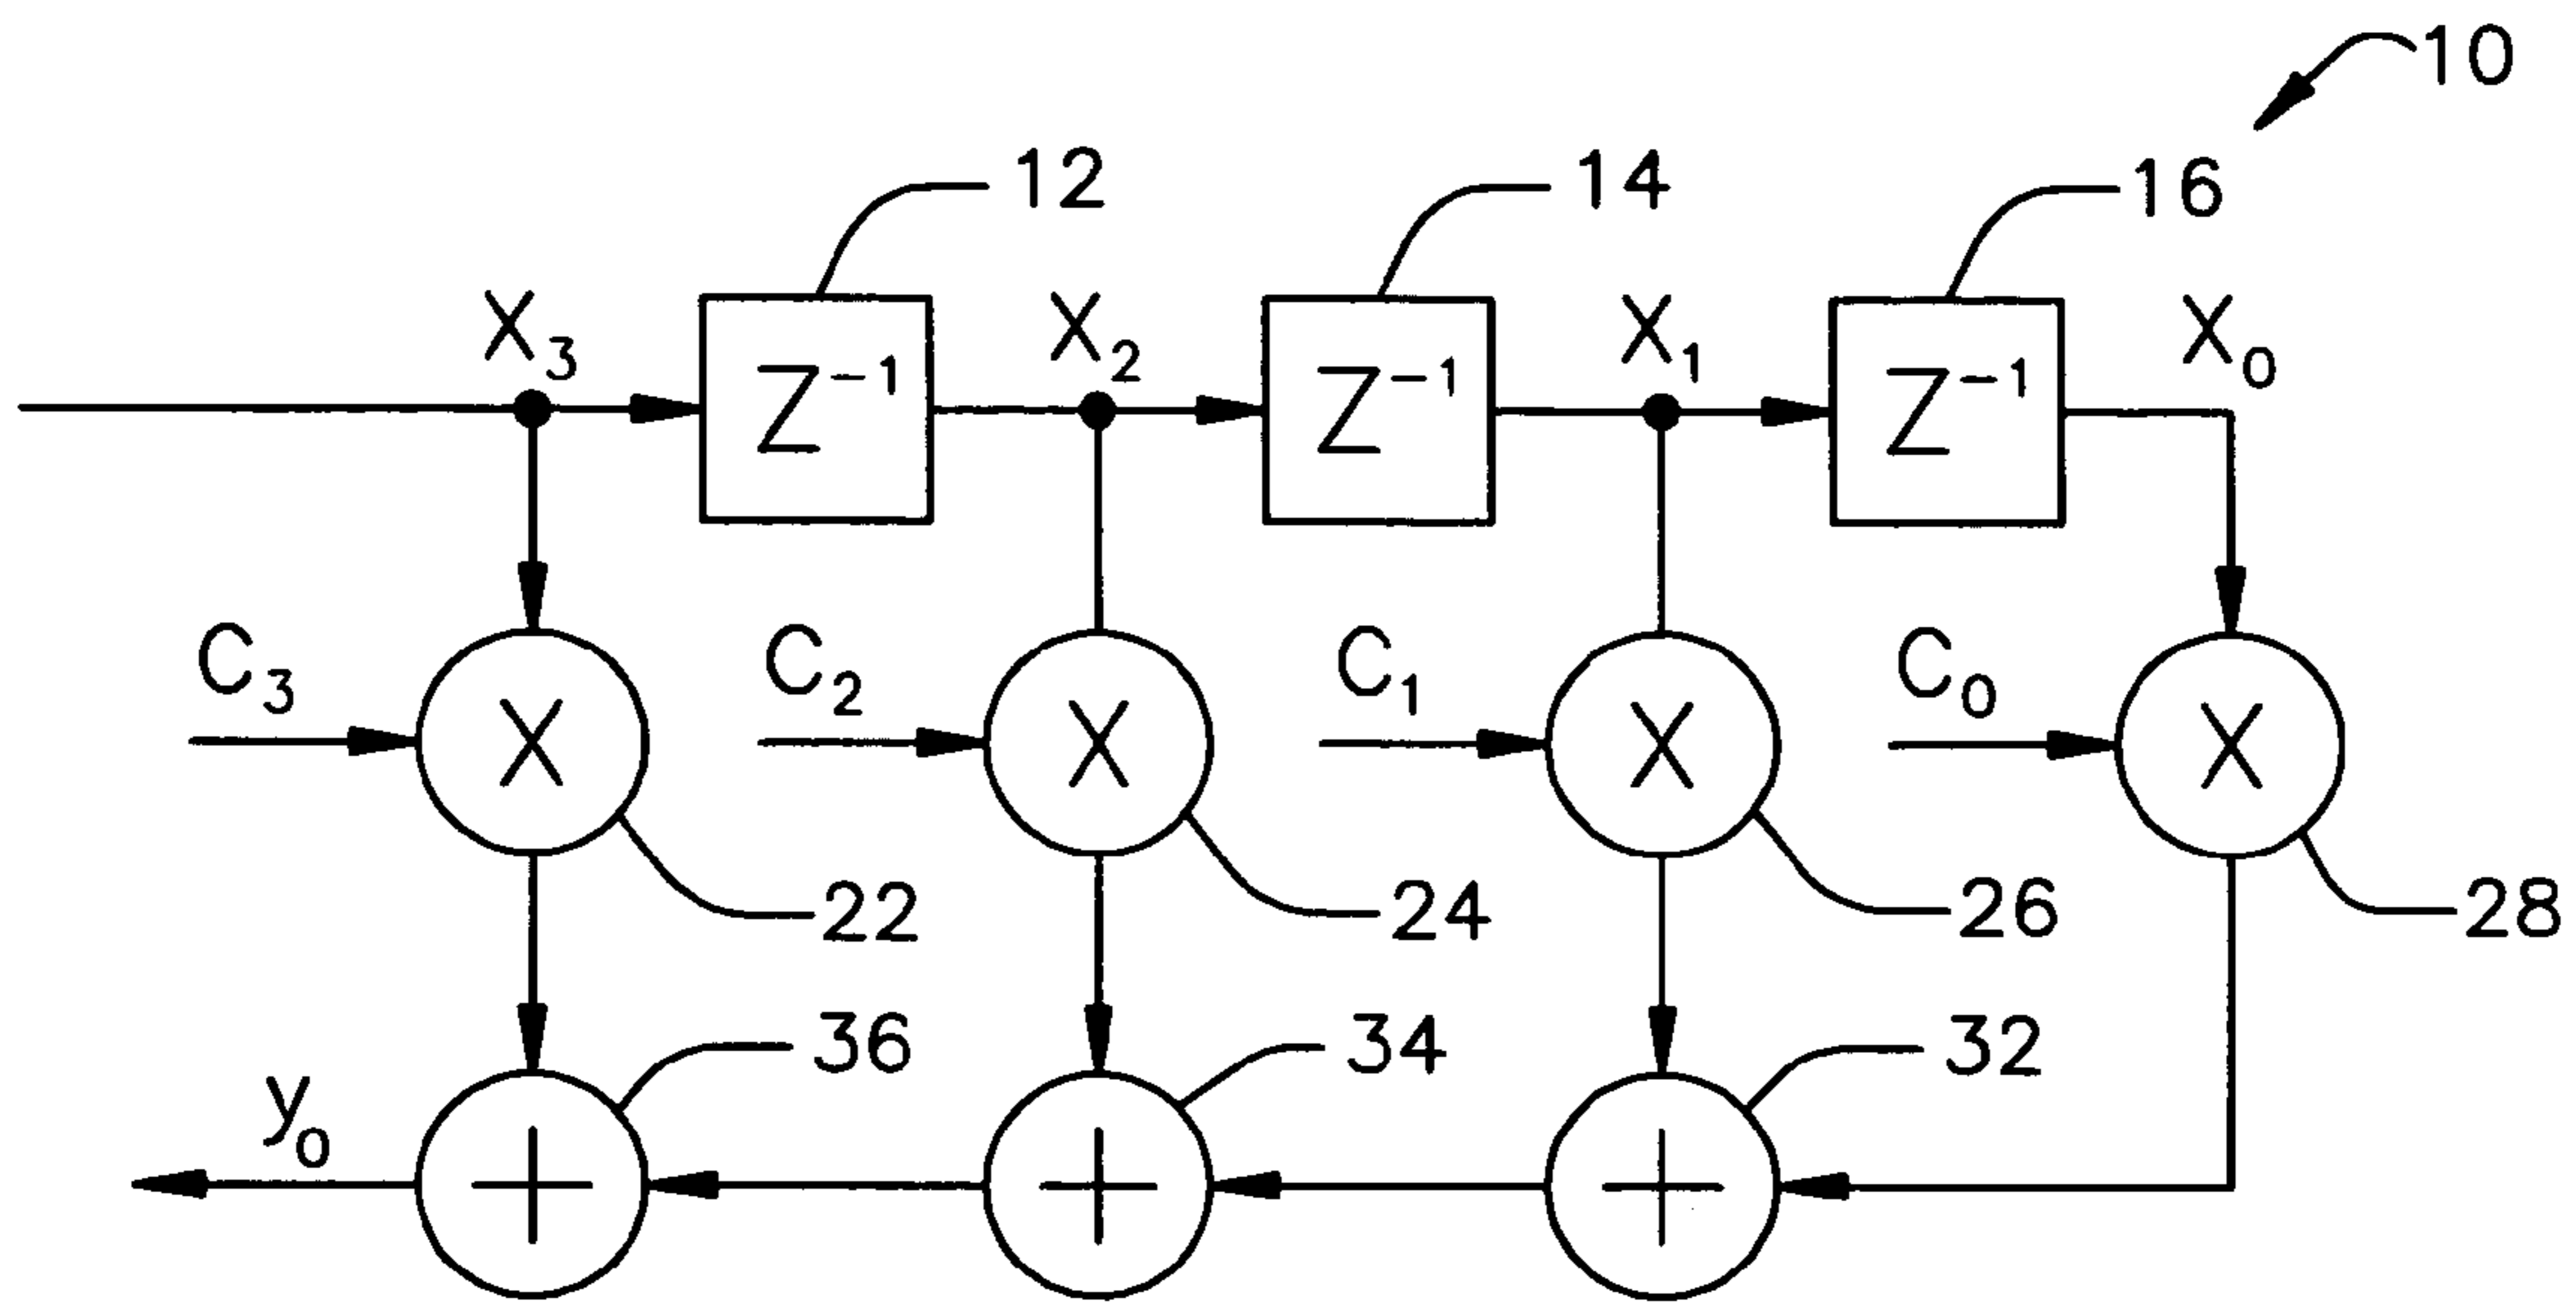 10
12 14 16
X₃ X₂ X₁ X₀
Z⁻¹ Z⁻¹ Z⁻¹
C₃ C₂ C₁ C₀
X X X X
22 24 26 28
36 34 32
y₀
+ + +